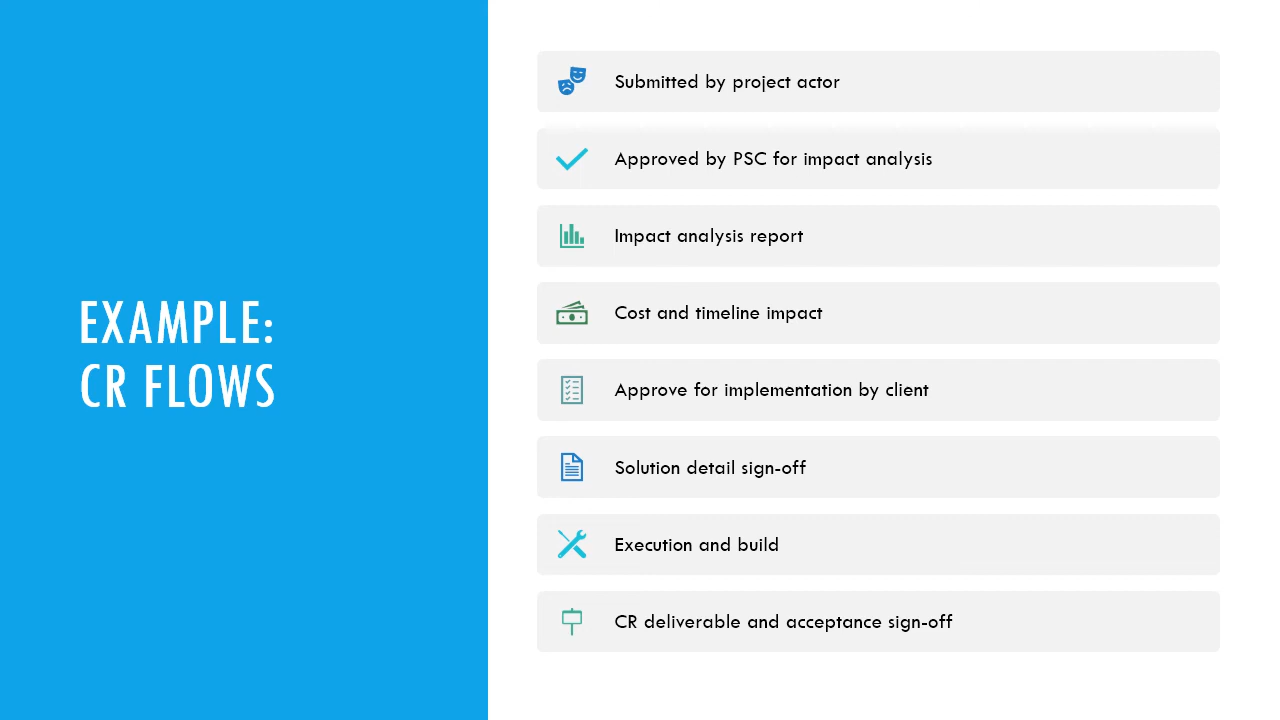 EXAMPLE:
CR FLOWS
Submitted by project actor
Approved by PSC for impact analysis
Impact analysis report
Cost and timeline impact
Approve for implementation by client
Solution detail sign-off
Execution and build
CR deliverable and acceptance sign-off